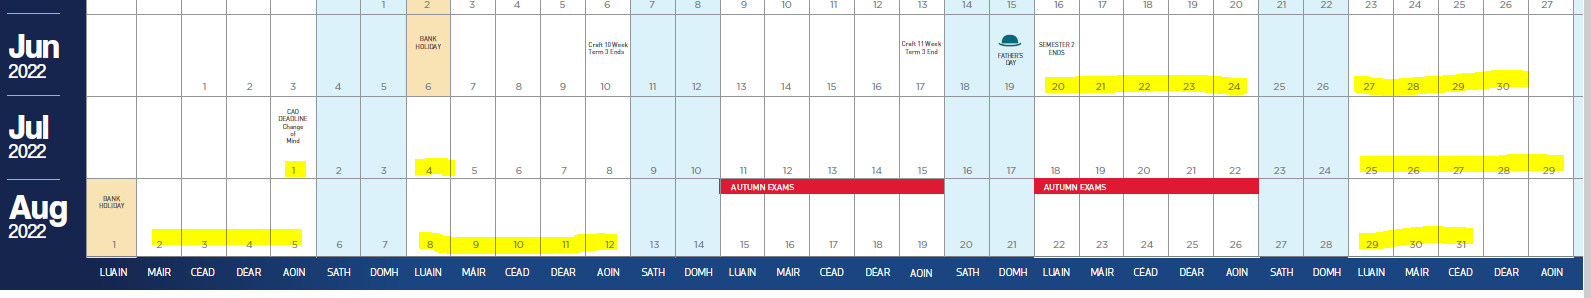 1 2 3 4 5 6 7 8 9 10 11 12 13 14 15 16 17 18 19 20 21 22 23 24 25 26 27
Jun
2022
BANK
HOLIDAY
Craft 10 Week
Term 3 Ends
Craft 11 Week
Term 3 End
FATHER'S
DAY
SEMESTER 2
ENDS
1 2 3 4 5 6 7 8 9 10 11 12 13 14 15 16 17 18 19 20 21 22 23 24 25 26 27 28 29 30
Jul
2022
CAO
DEADLINE
Change
of
Mind
1 2 3 4 5 6 7 8 9 10 11 12 13 14 15 16 17 18 19 20 21 22 23 24 25 26 27 28 29
Aug
2022
BANK
HOLIDAY
AUTUMN EXAMS
AUTUMN EXAMS
1 2 3 4 5 6 7 8 9 10 11 12 13 14 15 16 17 18 19 20 21 22 23 24 25 26 27 28 29 30 31
LUAIN MÁIR CÉAD DÉAR AOIN SATH DOMH LUAIN MÁIR CÉAD DÉAR AOIN SATH DOMH LUAIN MÁIR CÉAD DÉAR AOIN SATH DOMH LUAIN MÁIR CÉAD DÉAR AOIN SATH DOMH LUAIN MÁIR CÉAD DÉAR AOIN